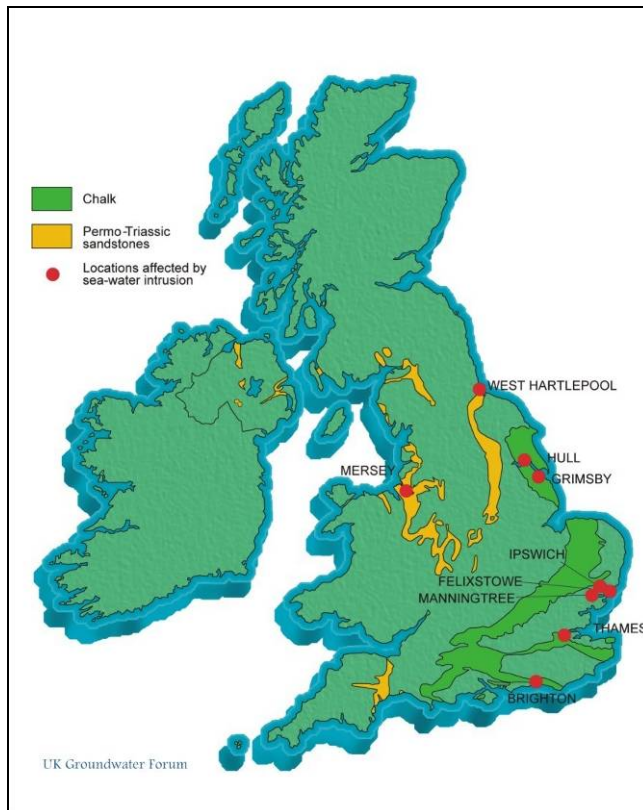 Chalk
Permo-Triassic
sandstones
Locations affected by
sea-water intrusion
WEST HARTLEPOOL
HULL
GRIMSBY
MERSEY
IPSWICH
FELIXSTOWE
MANNINGTREE
THAMES
BRIGHTON
UK Groundwater Forum